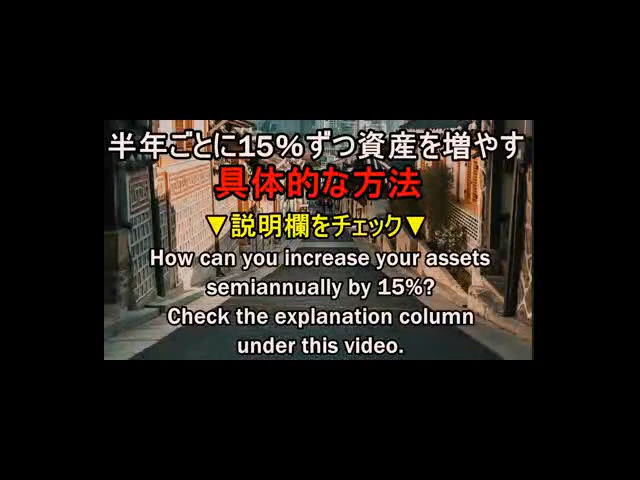 半年ごとに15%ずつ資産を増やす
具体的な方法
▼説明欄をチェック▼
How can you increase your assets
semiannually by 15%?
Check the explanation column
under this video.